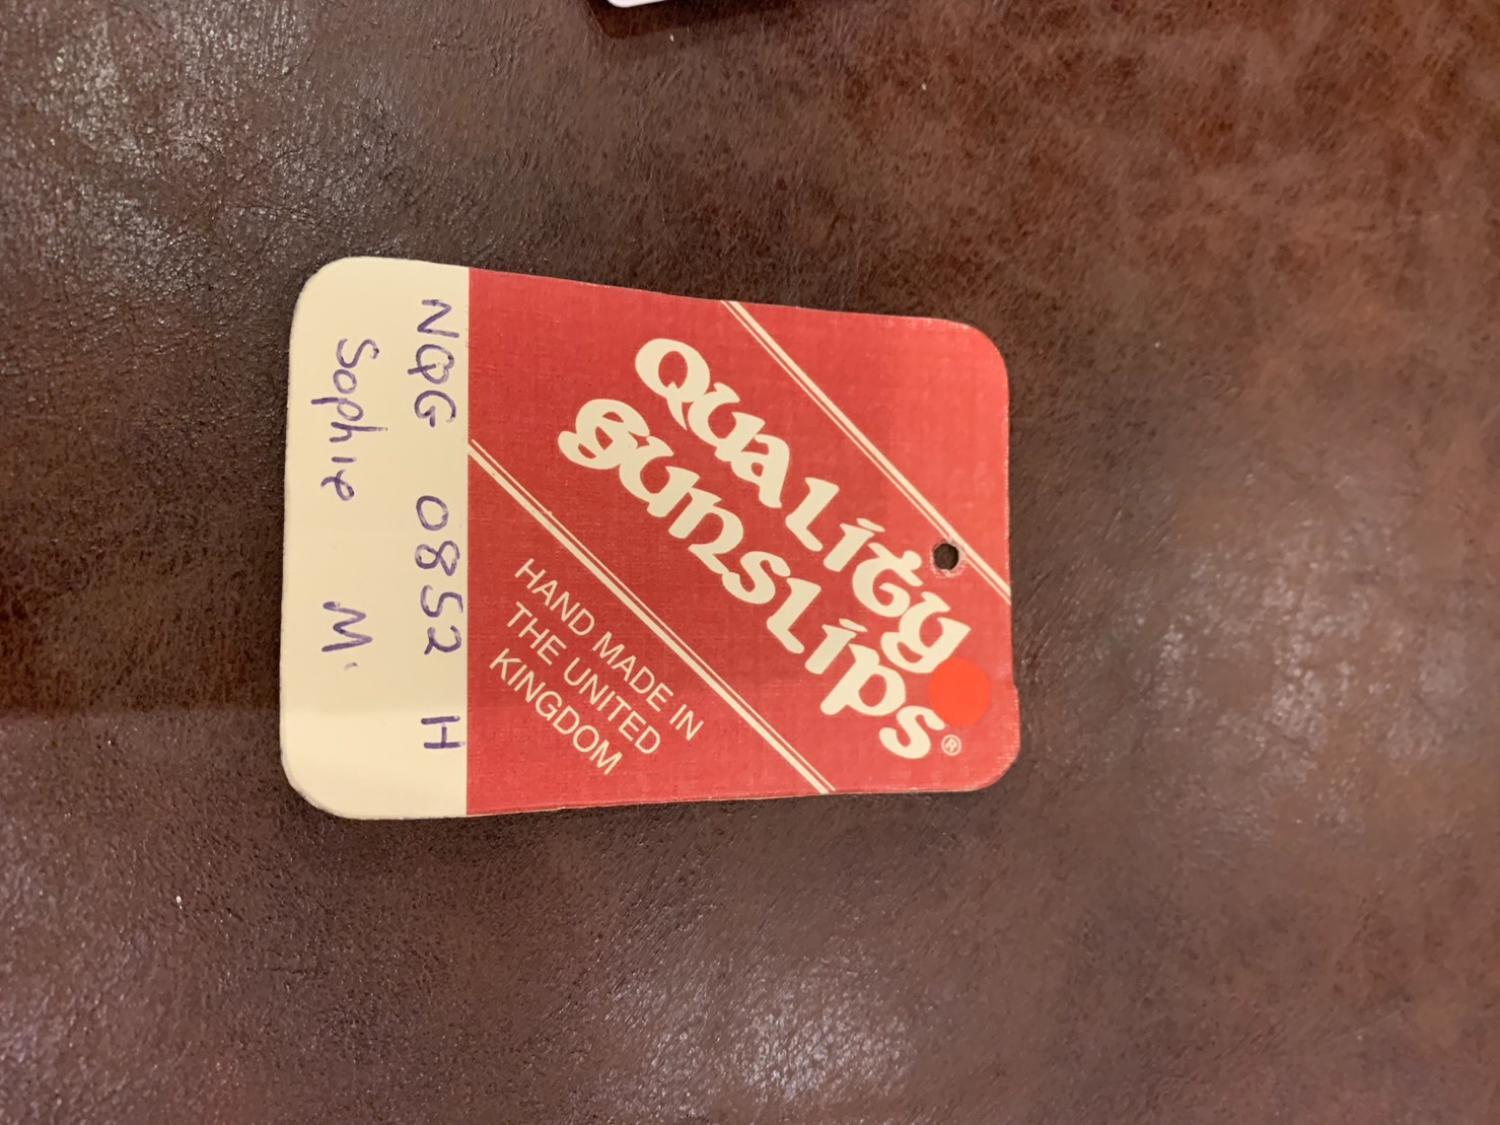 Quality
gunslips®
HAND MADE IN
THE UNITED
KINGDOM
NQG 0852 H
Sophie M.